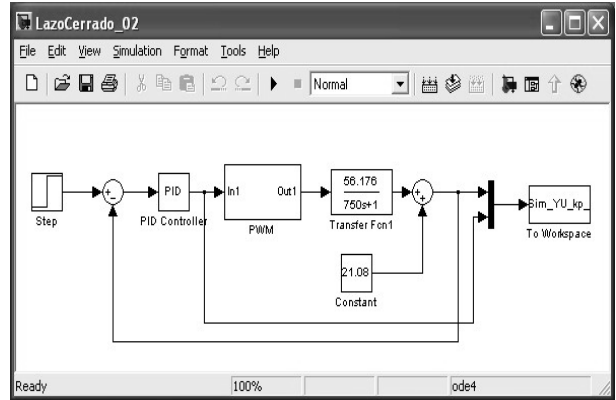 LazoCerrado_02
File Edit View Simulation Format Tools Help
Normal
Step
+
−
PID
PID Controller
In1 Out1
PWM
56.176
750s+1
Transfer Fcn1
+
+
21.08
Constant
Sim_YU_kp_
To Workspace
Ready 100% ode4